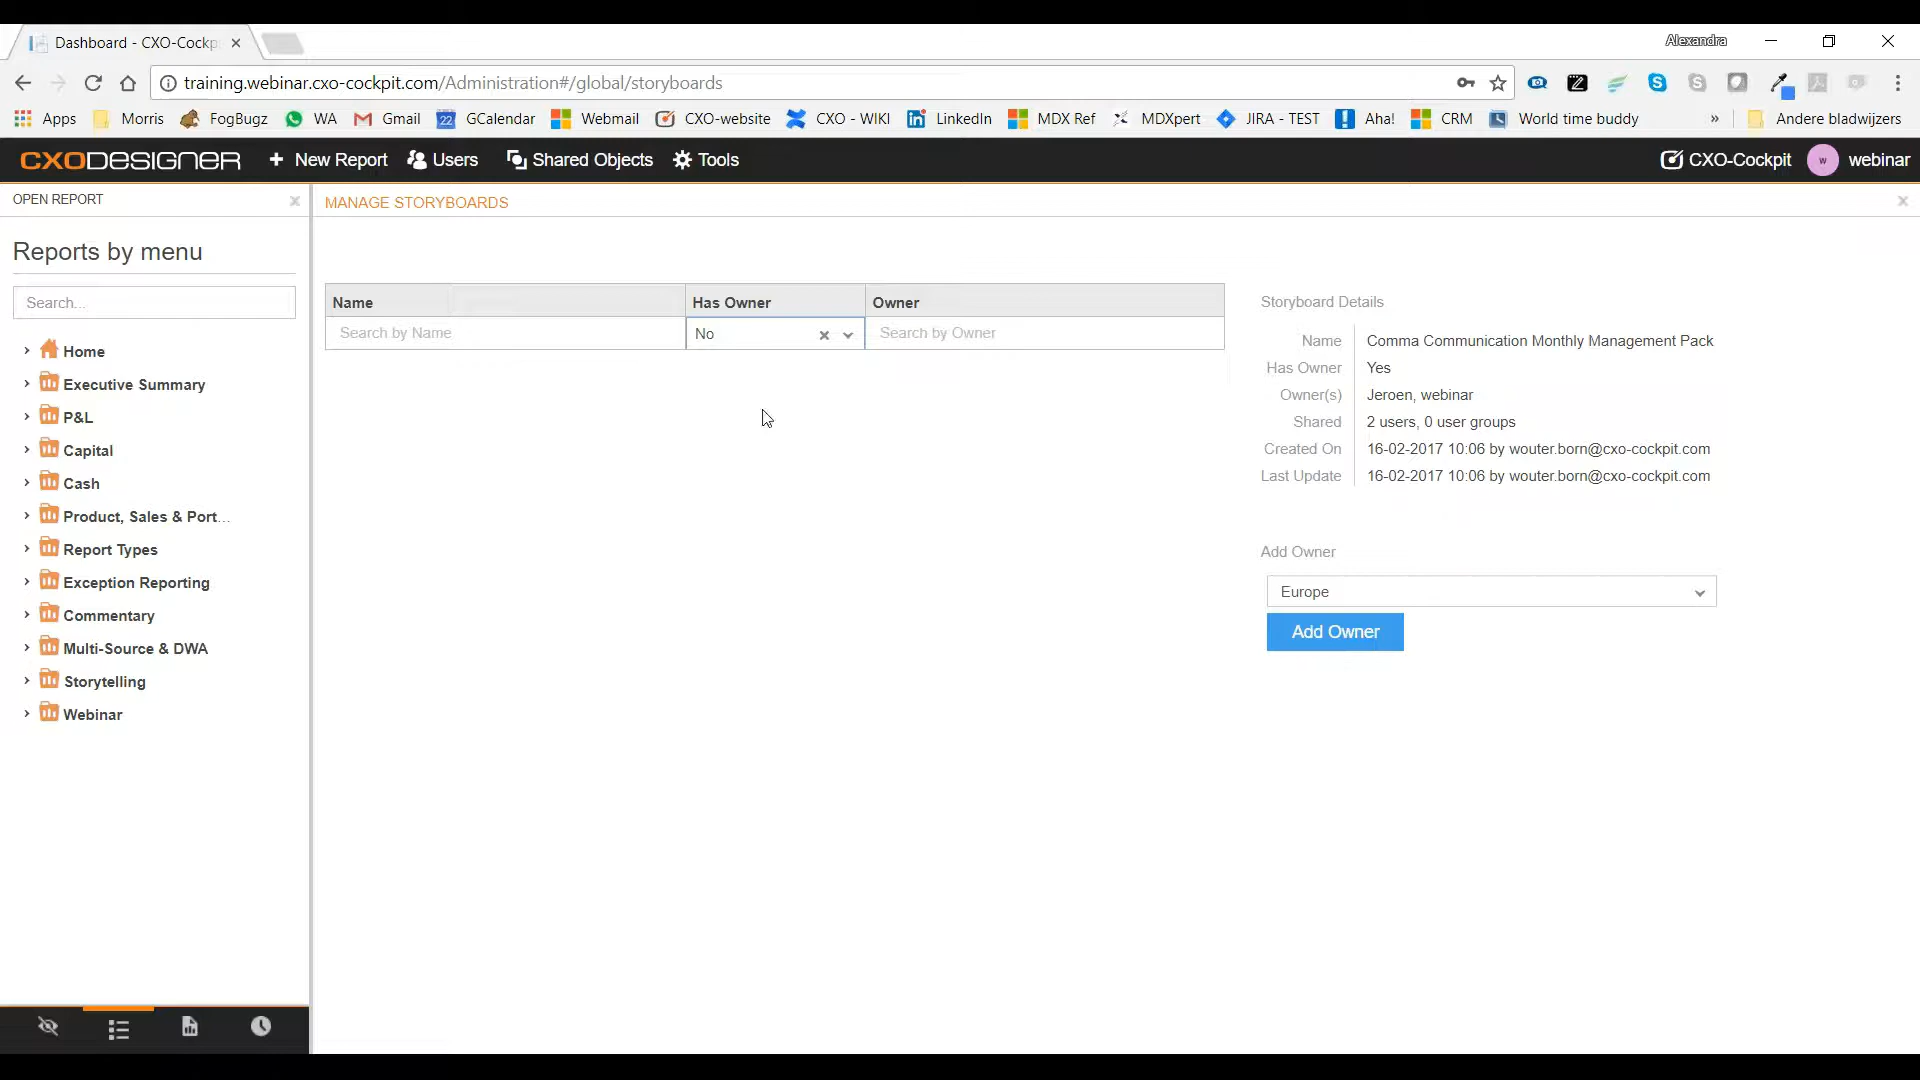 Dashboard - CXO-Cockp
Alexandra
training.webinar.cxo-cockpit.com/Administration#/global/storyboards
Apps Morris FogBugz WA Gmail 22 GCalendar Webmail CXO-website CXO - WIKI LinkedIn MDX Ref MDXpert JIRA - TEST Aha! CRM World time buddy » Andere bladwijzers
CXODESIGNER + New Report Users Shared Objects Tools CXO-Cockpit w webinar
OPEN REPORT x
MANAGE STORYBOARDS x
Reports by menu
Search...
Home
Executive Summary
P&L
Capital
Cash
Product, Sales & Port...
Report Types
Exception Reporting
Commentary
Multi-Source & DWA
Storytelling
Webinar
Name Has Owner Owner
Search by Name No Search by Owner
Storyboard Details
Name Comma Communication Monthly Management Pack
Has Owner Yes
Owner(s) Jeroen, webinar
Shared 2 users, 0 user groups
Created On 16-02-2017 10:06 by wouter.born@cxo-cockpit.com
Last Update 16-02-2017 10:06 by wouter.born@cxo-cockpit.com
Add Owner
Europe
Add Owner